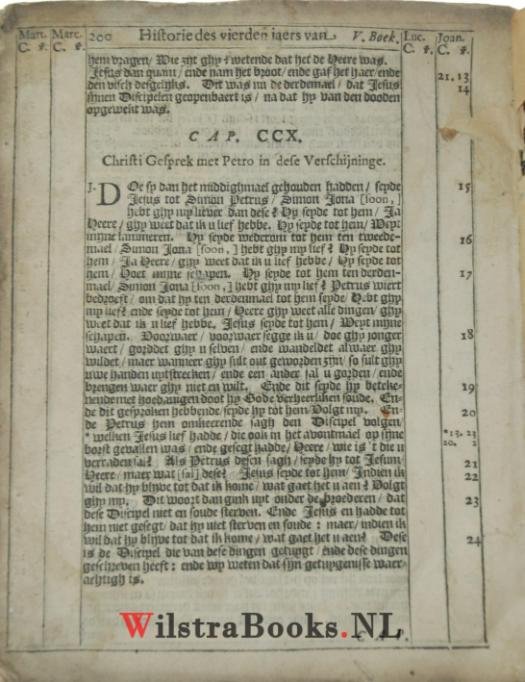 Matt. Marc. 200 Historie des vierden jaers van V. Boek. Luc. Joan.
C. ℣. C. ℣. C. ℣. C. ℣.
hem vragen / Wie zijt ghy? wetende dat het de Heere was.
Jesus dan quam / ende nam het broot / ende gaf het haer / ende 21. 13
den visch desgelijks. Dit was nu de derdemael / dat Jesus 14
sijnen Discipelen geopenbaert is / na dat hy van den dooden
opgewekt was.
CAP. CCX.
Christi Gesprek met Petro in dese Verschijninge.
1. DOe sy dan het middighmael gehouden hadden / seyde 15
Jesus tot Simon Petrus / Simon Jona [soon,]
hebt ghy my liever dan dese? Hy seyde tot hem / Ja
Heere / ghy weet dat ik u lief hebbe. Hy seyde tot hem / Weyt
mijne lammeren. Hy seyde wederom tot hem ten tweede- 16
mael / Simon Jona [soon,] hebt ghy my lief? Hy seyde tot
hem / Ja Heere / ghy weet dat ik u lief hebbe / Hy seyde tot
hem / Hoet mijne schapen. Hy seyde tot hem ten derden- 17
mael / Simon Jona [soon,] hebt ghy my lief? Petrus wiert
bedroeft / om dat hy ten derdenmael tot hem seyde / Hebt ghy
my lief? ende seyde tot hem / Heere ghy weet alle dingen / ghy
weet dat ik u lief hebbe. Jesus seyde tot hem / Weyt mijne
schapen. Voorwaer / voorwaer segge ik u / doe ghy jonger 18
waert / gorddet ghy u selven / ende wandeldet alwaer ghy
wildet / maer wanneer ghy sult out geworden zijn / so sult ghy
uwe handen uytstrecken / ende een ander sal u gorden / ende
brengen waer ghy niet en wilt. Ende dit seyde hy beteke- 19
nende met hoedanigen doot hy Gode verheerliken soude. En-
de dit gesproken hebbende / seyde hy tot hem / Volgt my. En- 20
de Petrus hem omkeerende sagh den Discipel volgen /
* welken Jesus lief hadde / die ook in het avontmael op sijne *13. 23
borst gevallen was / ende gesegt hadde / Heere / wie is 't die u 20. 2
verraden sal? Als Petrus desen sagh / seyde hy tot Jesum / 21
Heere / maer wat [sal] dese? Jesus seyde tot hem / Indien ik 22
wil dat hy blijve tot dat ik kome / wat gaet het u aen? Volgt
ghy my. Dit woort dan gink uyt onder de Broederen / dat 23
dese Discipel niet en soude sterven. Ende Jesus en hadde tot
hem niet gesegt / dat hy niet sterven en soude : maer / indien ik
wil dat hy blijve tot dat ik kome / wat gaet het u aen? Dese 24
is de Discipel die van dese dingen getuygt / ende dese dingen
geschreven heeft : ende wy weten dat sijn getuygenisse waer-
achtigh is.
WilstraBooks.NL